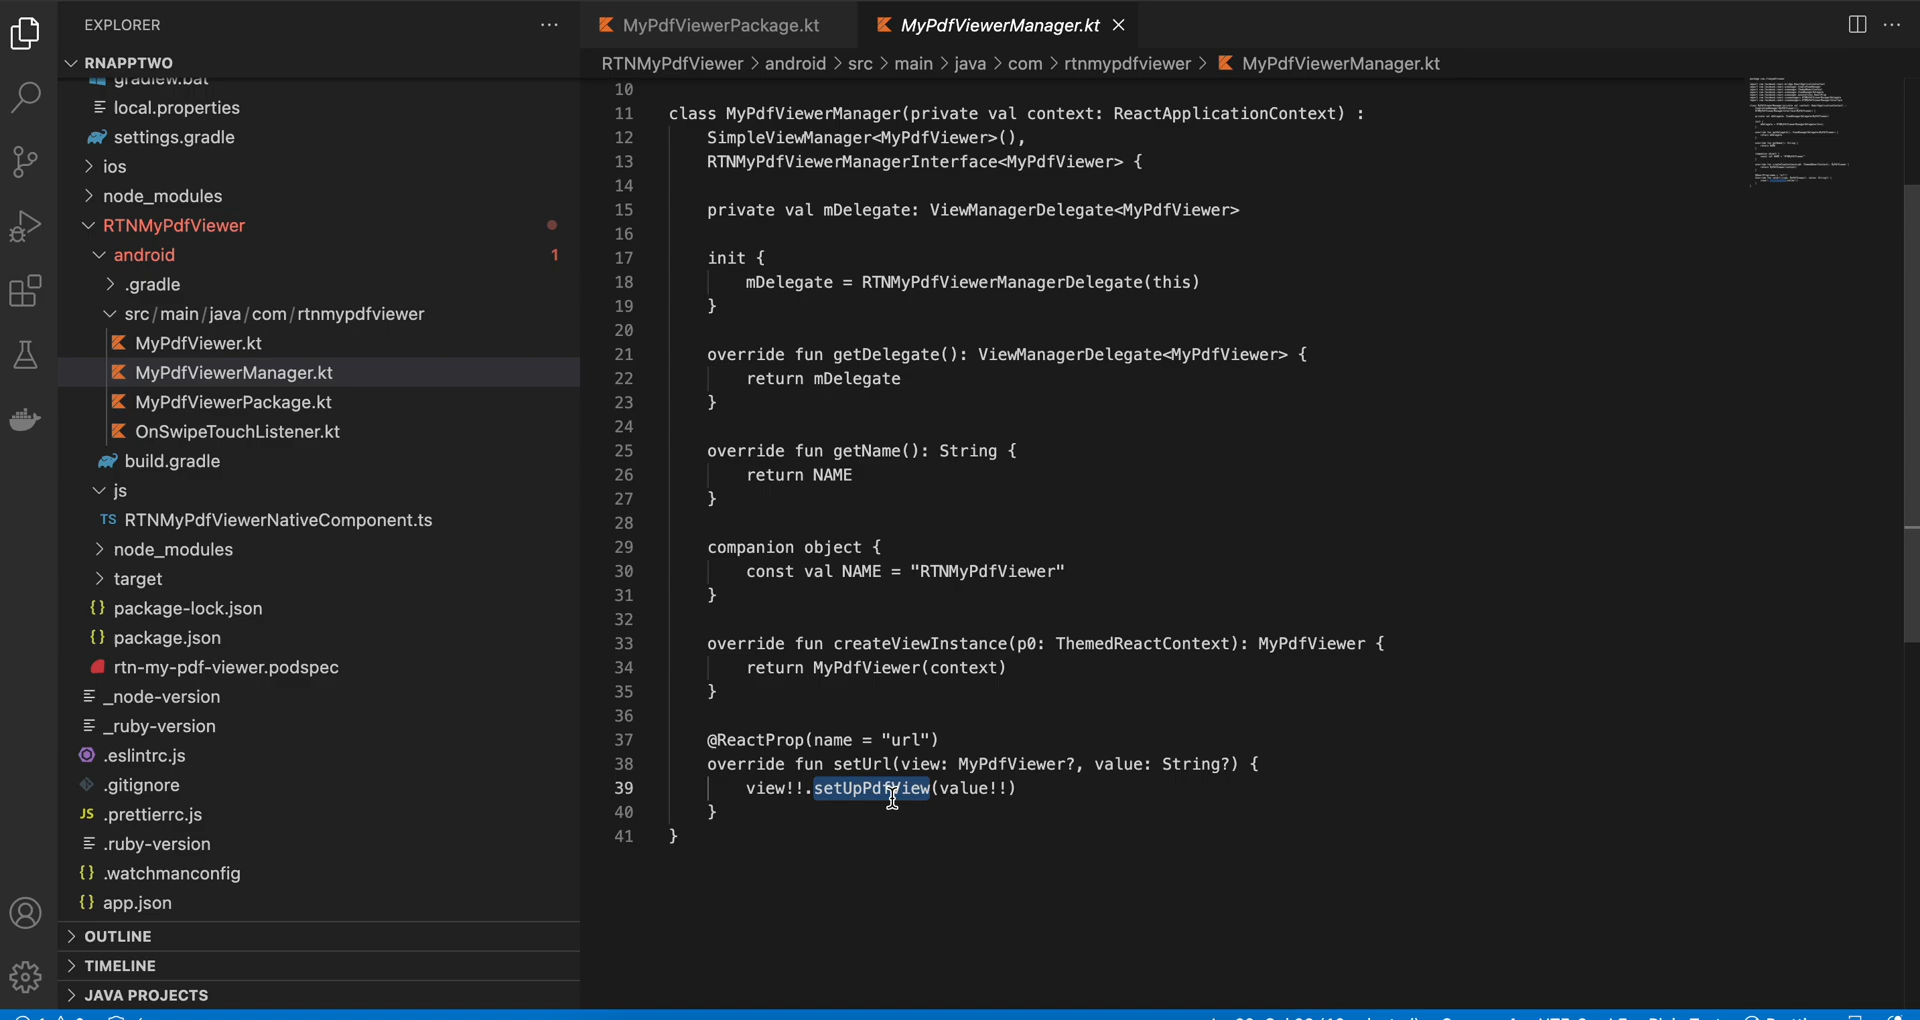 EXPLORER
RNAPPTWO
gradlew.bat
local.properties
settings.gradle
ios
node_modules
RTNMyPdfViewer
android 1
.gradle
src/main/java/com/rtnmypdfviewer
MyPdfViewer.kt
MyPdfViewerManager.kt
MyPdfViewerPackage.kt
OnSwipeTouchListener.kt
build.gradle
js
TS RTNMyPdfViewerNativeComponent.ts
node_modules
target
{} package-lock.json
{} package.json
rtn-my-pdf-viewer.podspec
_node-version
_ruby-version
.eslintrc.js
.gitignore
JS .prettierrc.js
.ruby-version
{} .watchmanconfig
{} app.json
OUTLINE
TIMELINE
JAVA PROJECTS
MyPdfViewerPackage.kt
MyPdfViewerManager.kt
RTNMyPdfViewer > android > src > main > java > com > rtnmypdfviewer > MyPdfViewerManager.kt
10
11 class MyPdfViewerManager(private val context: ReactApplicationContext) :
12 SimpleViewManager<MyPdfViewer>(),
13 RTNMyPdfViewerManagerInterface<MyPdfViewer> {
14
15 private val mDelegate: ViewManagerDelegate<MyPdfViewer>
16
17 init {
18 mDelegate = RTNMyPdfViewerManagerDelegate(this)
19 }
20
21 override fun getDelegate(): ViewManagerDelegate<MyPdfViewer> {
22 return mDelegate
23 }
24
25 override fun getName(): String {
26 return NAME
27 }
28
29 companion object {
30 const val NAME = "RTNMyPdfViewer"
31 }
32
33 override fun createViewInstance(p0: ThemedReactContext): MyPdfViewer {
34 return MyPdfViewer(context)
35 }
36
37 @ReactProp(name = "url")
38 override fun setUrl(view: MyPdfViewer?, value: String?) {
39 view!!.setUpPdfView(value!!)
40 }
41 }